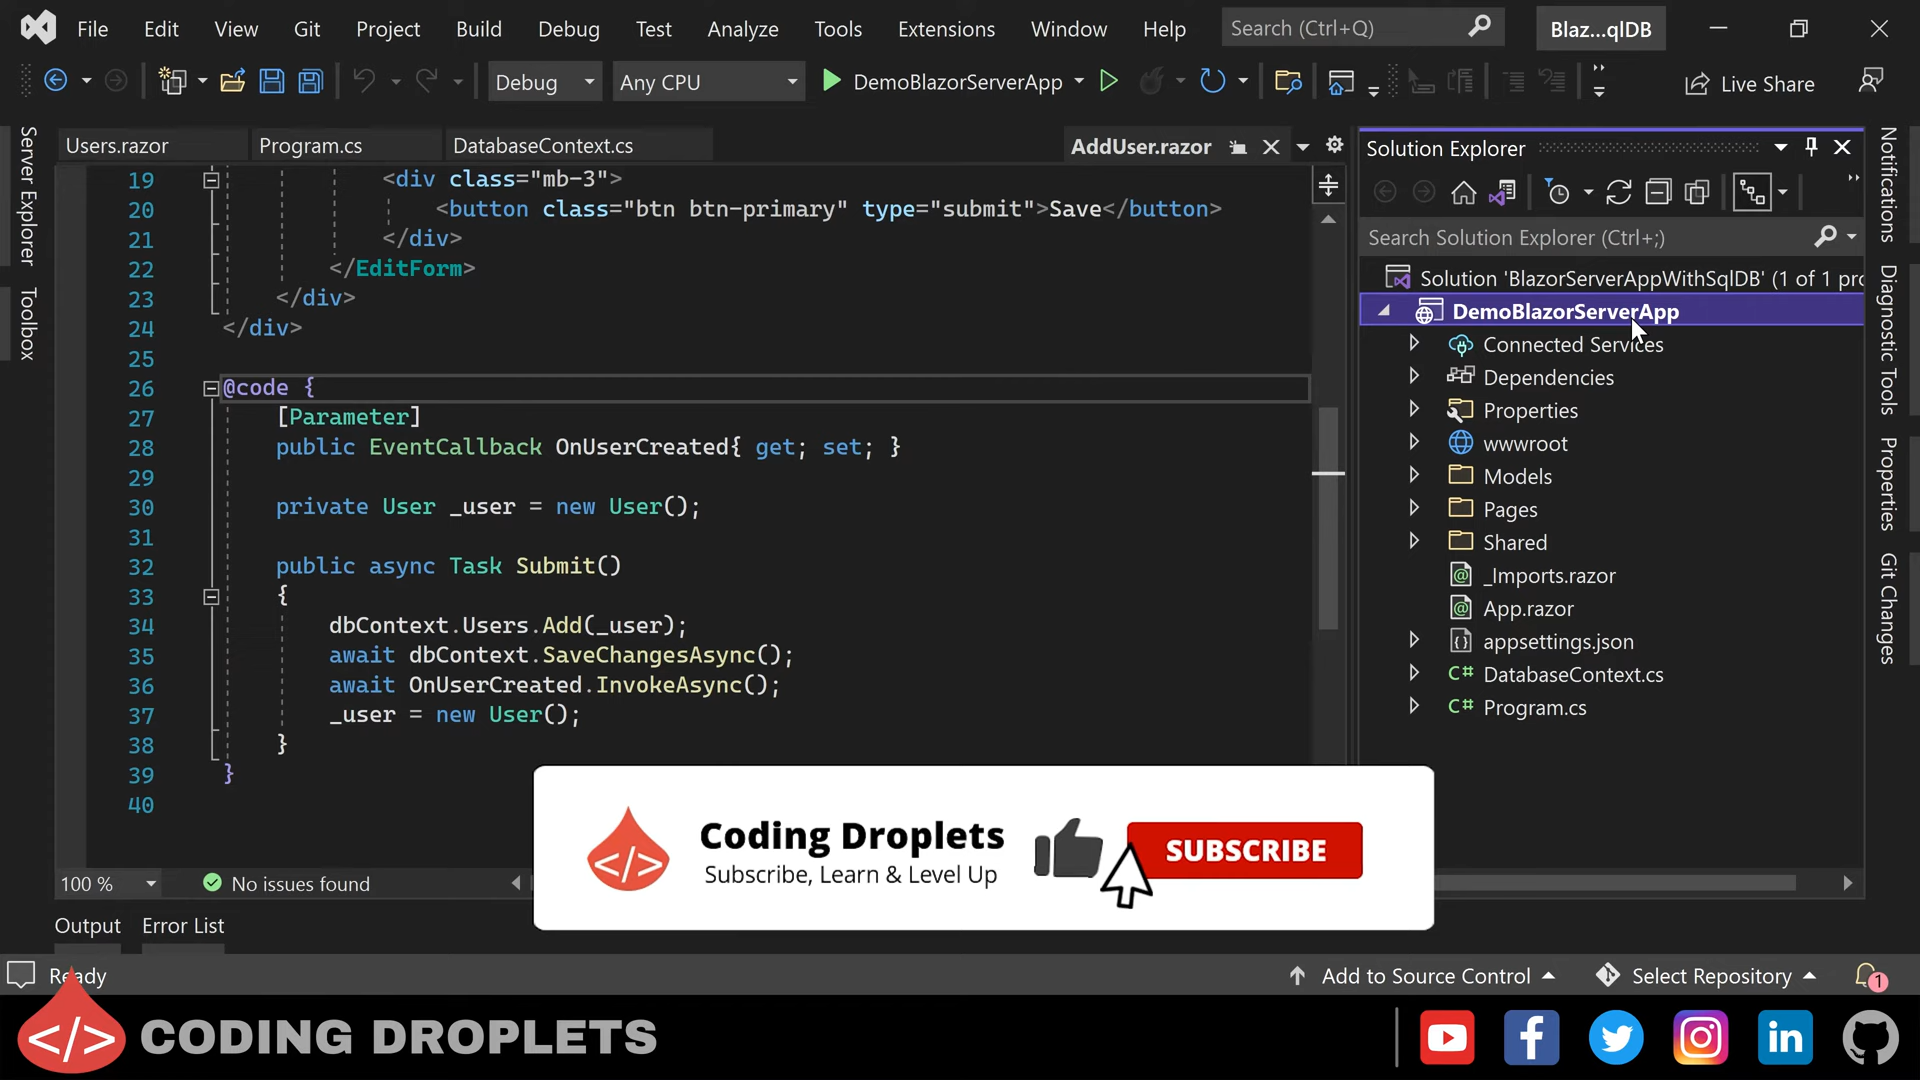 File Edit View Git Project Build Debug Test Analyze Tools Extensions Window Help Search (Ctrl+Q) Blaz...qlDB
Debug Any CPU DemoBlazorServerApp Live Share
Users.razor Program.cs DatabaseContext.cs AddUser.razor
Server Explorer
Toolbox
19 <div class="mb-3">
20 <button class="btn btn-primary" type="submit">Save</button>
21 </div>
22 </EditForm>
23 </div>
24 </div>
25
26 @code {
27 [Parameter]
28 public EventCallback OnUserCreated{ get; set; }
29
30 private User _user = new User();
31
32 public async Task Submit()
33 {
34 dbContext.Users.Add(_user);
35 await dbContext.SaveChangesAsync();
36 await OnUserCreated.InvokeAsync();
37 _user = new User();
38 }
39 }
40
100 % No issues found
Output Error List
Solution Explorer
Search Solution Explorer (Ctrl+;)
Solution 'BlazorServerAppWithSqlDB' (1 of 1 pro
DemoBlazorServerApp
Connected Services
Dependencies
Properties
wwwroot
Models
Pages
Shared
_Imports.razor
App.razor
appsettings.json
C# DatabaseContext.cs
C# Program.cs
Notifications
Diagnostic Tools
Properties
Git Changes
</> Coding Droplets
Subscribe, Learn & Level Up
SUBSCRIBE
Ready Add to Source Control Select Repository 1
</> CODING DROPLETS
f
in